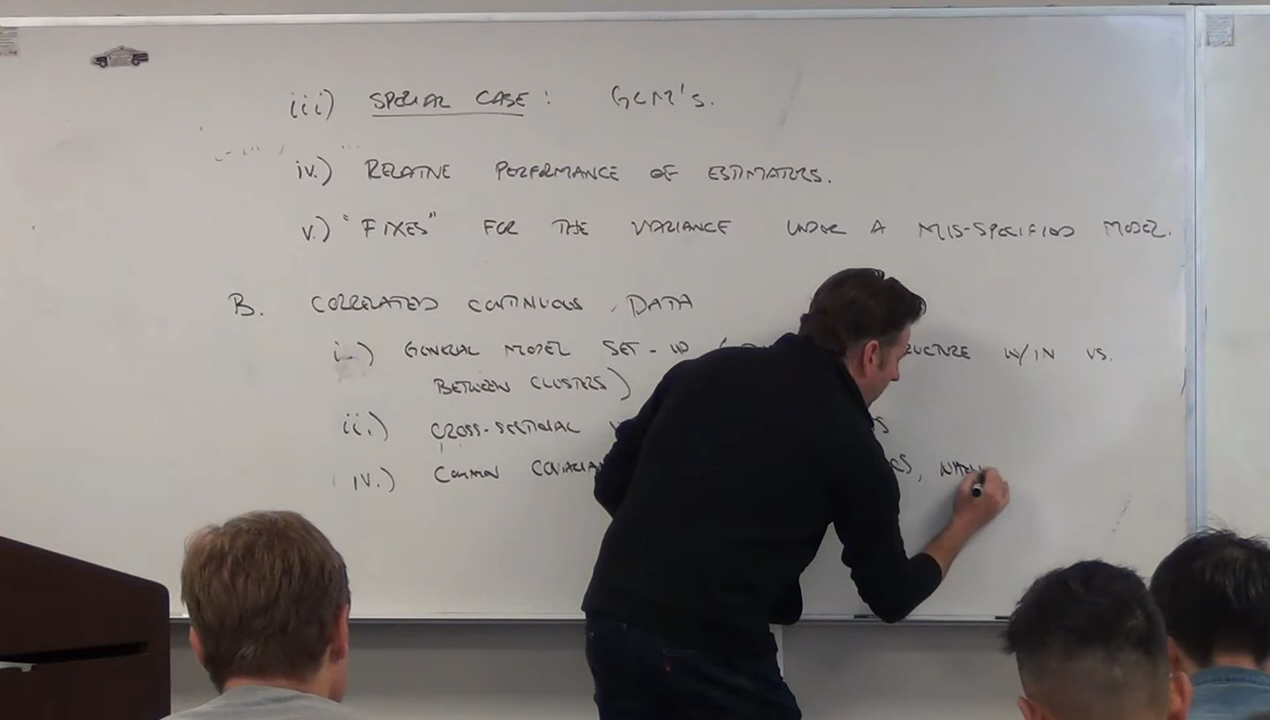 iii) SPECIAL CASE: GLM'S.
iv.) RELATIVE PERFORMANCE OF ESTIMATORS.
v.) "FIXES" FOR THE VARIANCE UNDER A MIS-SPECIFIED MODEL.
B. CORRELATED CONTINUOUS DATA
i.) GENERAL MODEL SET-UP W/IN VS.
BETWEEN CLUSTERS)
ii.) CROSS-SECTIONAL
iv.) COMMON